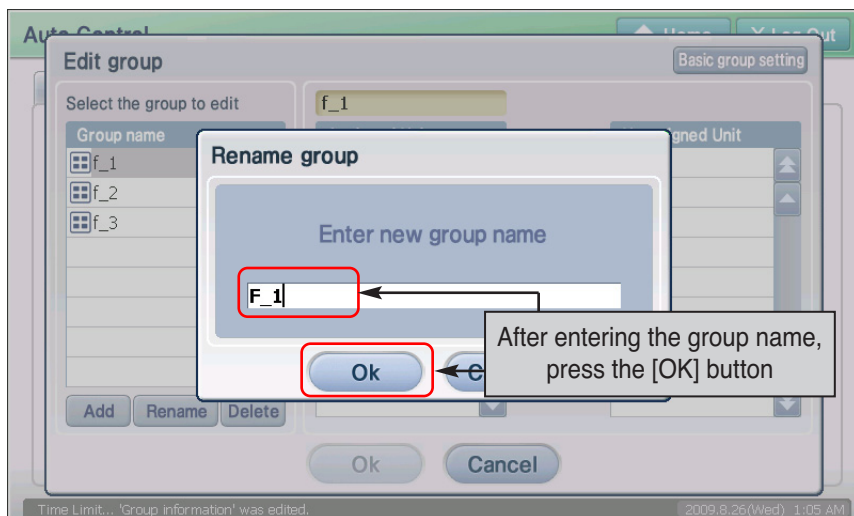 Auto Control
Home
X Log Out
Edit group
Basic group setting
Select the group to edit
f_1
Group name
gned Unit
f_1
f_2
f_3
Rename group
Enter new group name
F_1
After entering the group name,
press the [OK] button
Ok
C
Add
Rename
Delete
Ok
Cancel
Time Limit... 'Group information' was edited.
2009.8.26(Wed) 1:05 AM